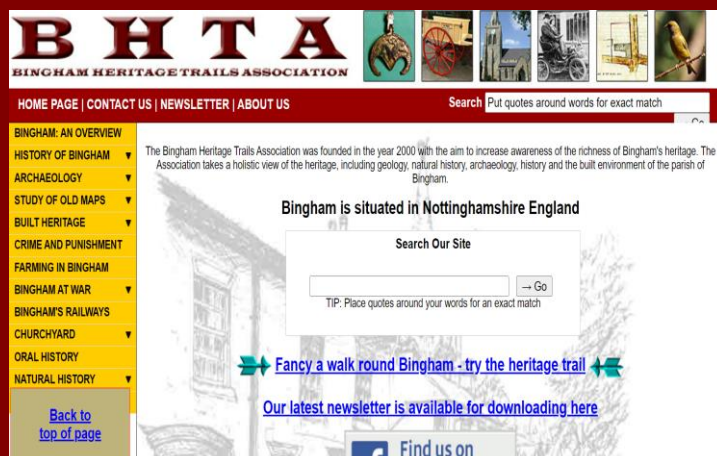 BHTA
BINGHAM HERITAGE TRAILS ASSOCIATION
HOME PAGE | CONTACT US | NEWSLETTER | ABOUT US
Search Put quotes around words for exact match
→ Go
BINGHAM: AN OVERVIEW
HISTORY OF BINGHAM ▼
ARCHAEOLOGY ▼
STUDY OF OLD MAPS ▼
BUILT HERITAGE ▼
CRIME AND PUNISHMENT
FARMING IN BINGHAM
BINGHAM AT WAR ▼
BINGHAM'S RAILWAYS
CHURCHYARD ▼
ORAL HISTORY
NATURAL HISTORY ▼
Back to
top of page
The Bingham Heritage Trails Association was founded in the year 2000 with the aim to increase awareness of the richness of Bingham's heritage. The
Association takes a holistic view of the heritage, including geology, natural history, archaeology, history and the built environment of the parish of
Bingham.
Bingham is situated in Nottinghamshire England
Search Our Site
→ Go
TIP: Place quotes around your words for an exact match
Fancy a walk round Bingham - try the heritage trail
Our latest newsletter is available for downloading here
Find us on